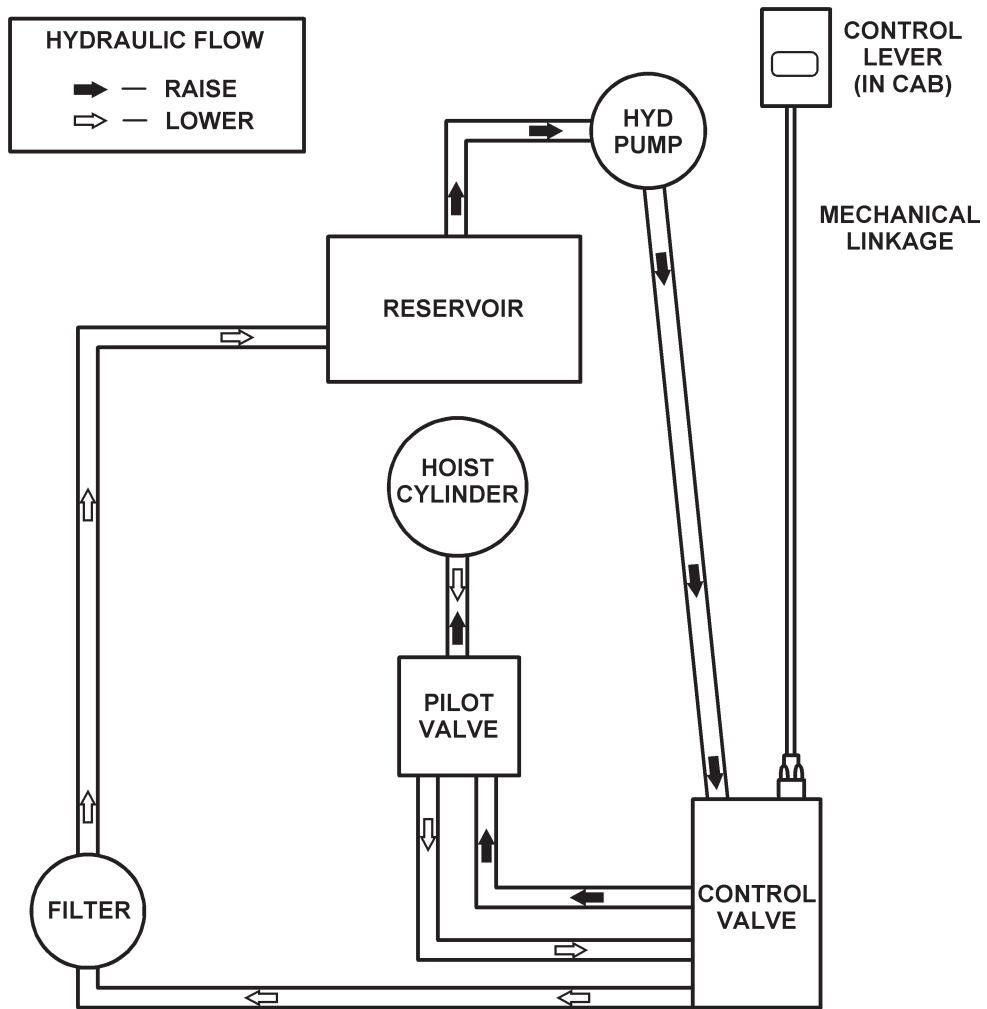 HYDRAULIC FLOW
— RAISE
— LOWER
CONTROL
LEVER
(IN CAB)
HYD
PUMP
MECHANICAL
LINKAGE
RESERVOIR
HOIST
CYLINDER
PILOT
VALVE
FILTER
CONTROL
VALVE